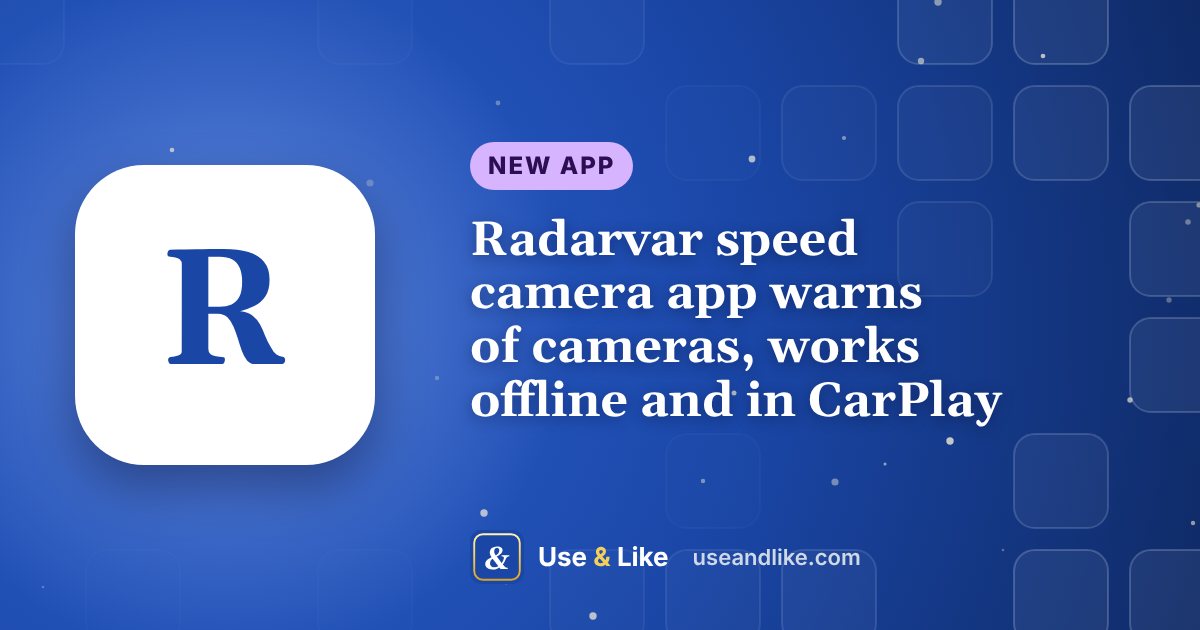 R
NEW APP
Radarvar speed
camera app warns
of cameras, works
offline and in CarPlay
& Use & Like useandlike.com